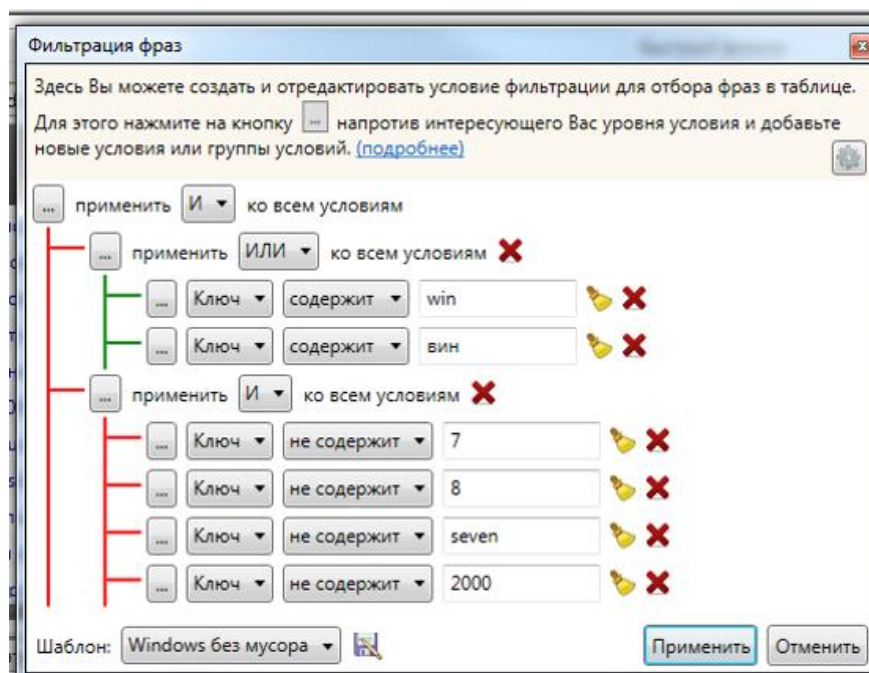 Фильтрация фраз
Здесь Вы можете создать и отредактировать условие фильтрации для отбора фраз в таблице.
Для этого нажмите на кнопку ... напротив интересующего Вас уровня условия и добавьте
новые условия или группы условий. (подробнее)
... применить И ко всем условиям
... применить ИЛИ ко всем условиям
... Ключ содержит win
... Ключ содержит вин
... применить И ко всем условиям
... Ключ не содержит 7
... Ключ не содержит 8
... Ключ не содержит seven
... Ключ не содержит 2000
Шаблон: Windows без мусора Применить Отменить